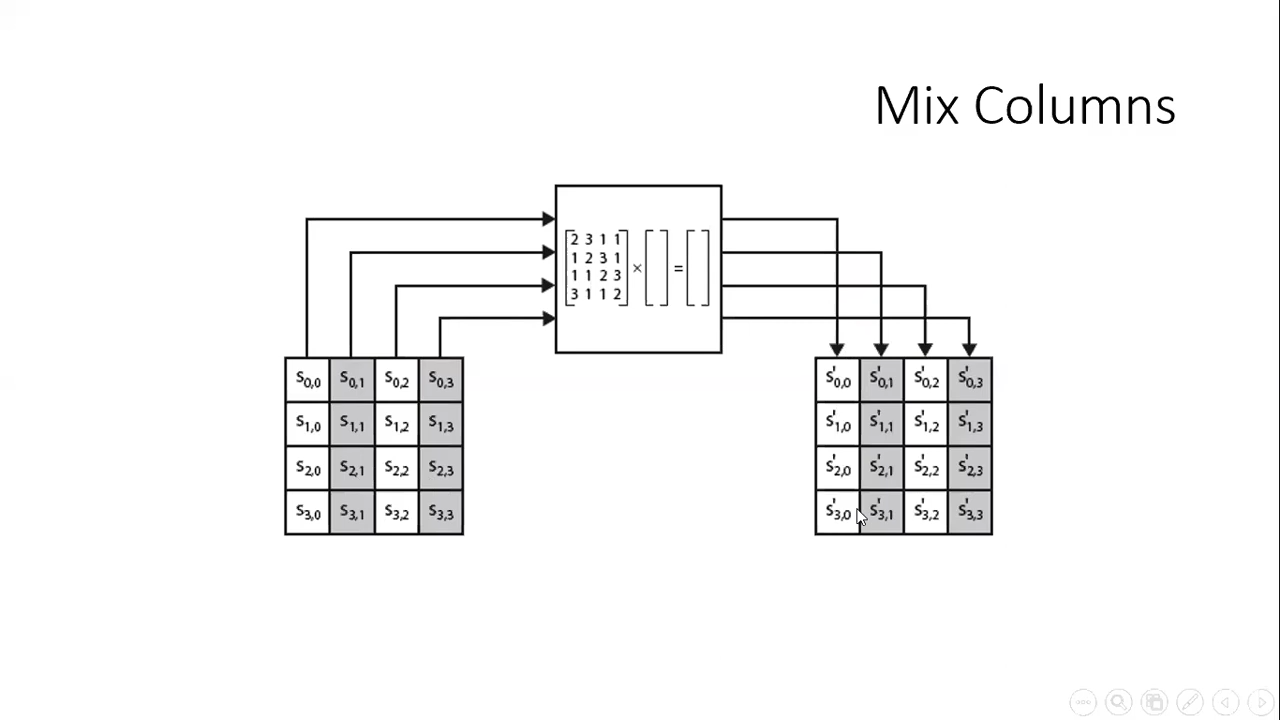 Mix Columns
2 3 1 1
1 2 3 1
1 1 2 3
3 1 1 2
× =
S0,0 S0,1 S0,2 S0,3
S1,0 S1,1 S1,2 S1,3
S2,0 S2,1 S2,2 S2,3
S3,0 S3,1 S3,2 S3,3
S'0,0 S'0,1 S'0,2 S'0,3
S'1,0 S'1,1 S'1,2 S'1,3
S'2,0 S'2,1 S'2,2 S'2,3
S'3,0 S'3,1 S'3,2 S'3,3